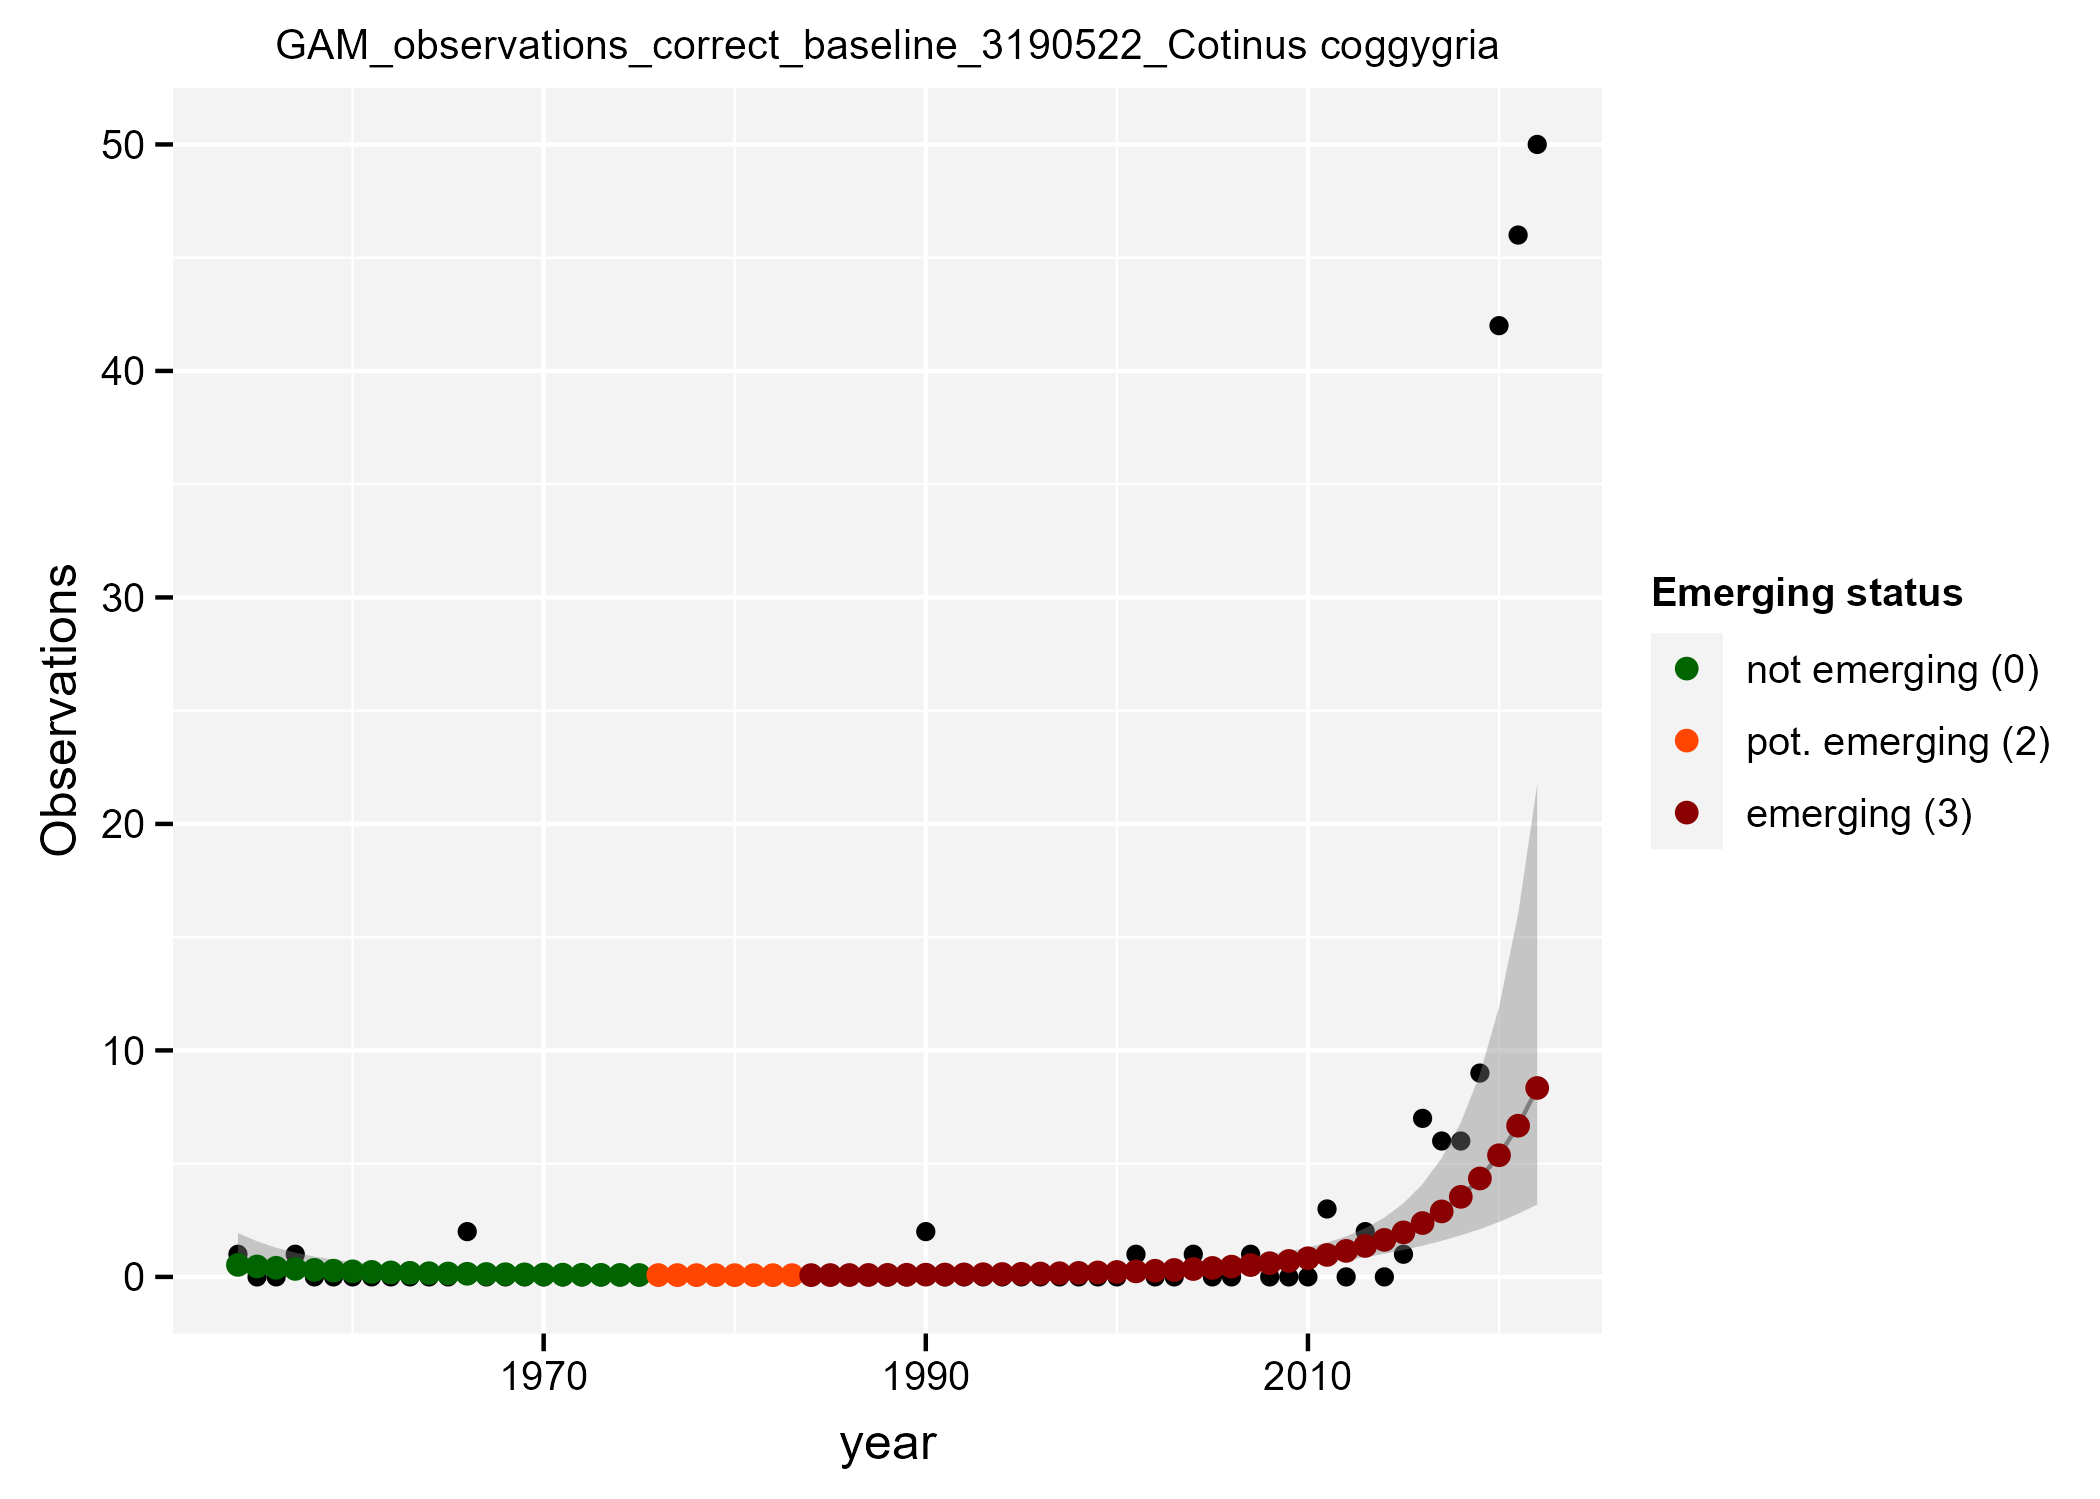 GAM_observations_correct_baseline_3190522_Cotinus coggygria
50
40
30
20
10
0
Observations
1970 1990 2010
year
Emerging status
not emerging (0)
pot. emerging (2)
emerging (3)